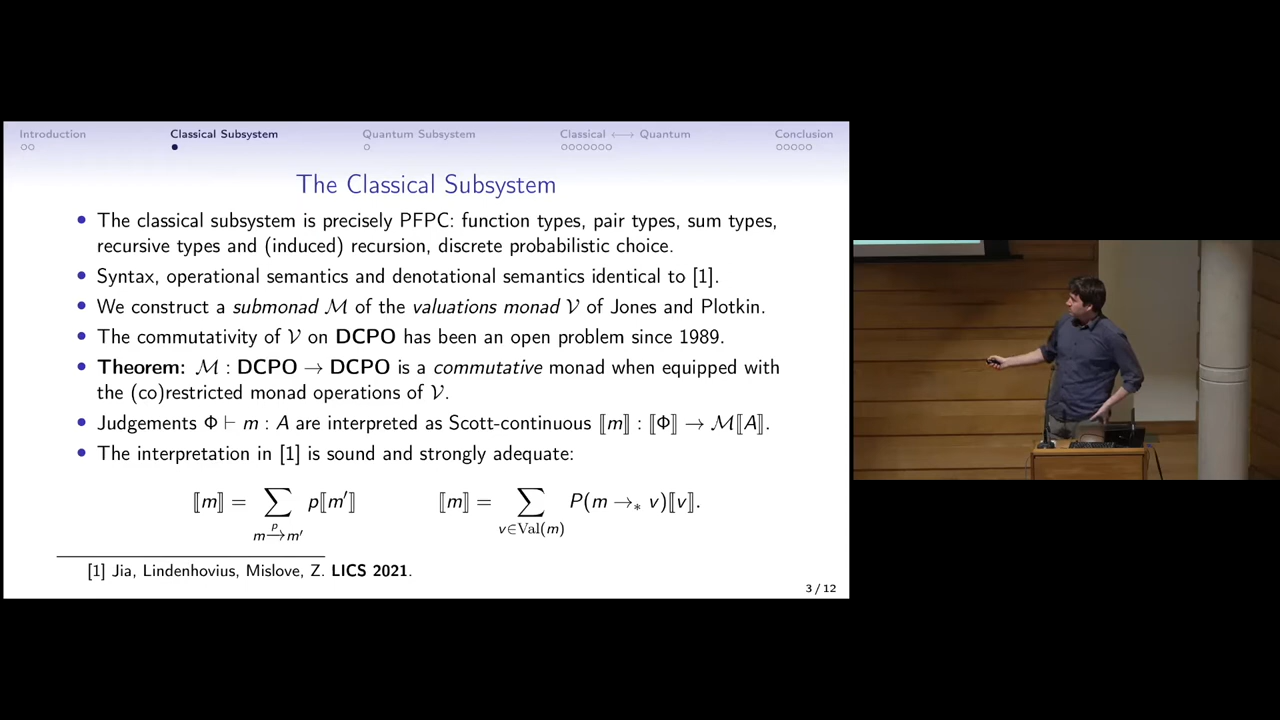 Introduction
Classical Subsystem
Quantum Subsystem
Classical ⟷ Quantum
Conclusion
The Classical Subsystem
• The classical subsystem is precisely PFPC: function types, pair types, sum types,
recursive types and (induced) recursion, discrete probabilistic choice.
• Syntax, operational semantics and denotational semantics identical to [1].
• We construct a submonad ℳ of the valuations monad 𝒱 of Jones and Plotkin.
• The commutativity of 𝒱 on DCPO has been an open problem since 1989.
• Theorem: ℳ : DCPO → DCPO is a commutative monad when equipped with
the (co)restricted monad operations of 𝒱.
• Judgements Φ ⊢ m : A are interpreted as Scott-continuous ⟦m⟧ : ⟦Φ⟧ → ℳ⟦A⟧.
• The interpretation in [1] is sound and strongly adequate:
⟦m⟧ = ∑ p⟦m′⟧ ⟦m⟧ = ∑ P(m →∗ v)⟦v⟧.
m –p→ m′ v∈Val(m)
[1] Jia, Lindenhovius, Mislove, Z. LICS 2021.
3 / 12